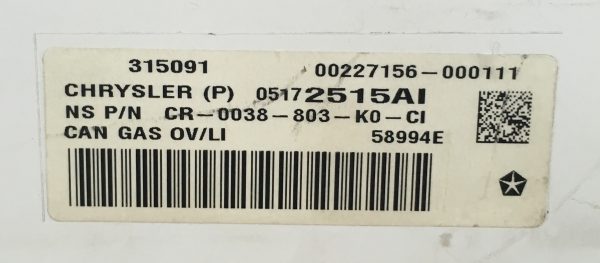 315091 00227156-000111
CHRYSLER (P) 05172515AI
NS P/N CR-0038-803-K0-CI
CAN GAS OV/LI 58994E